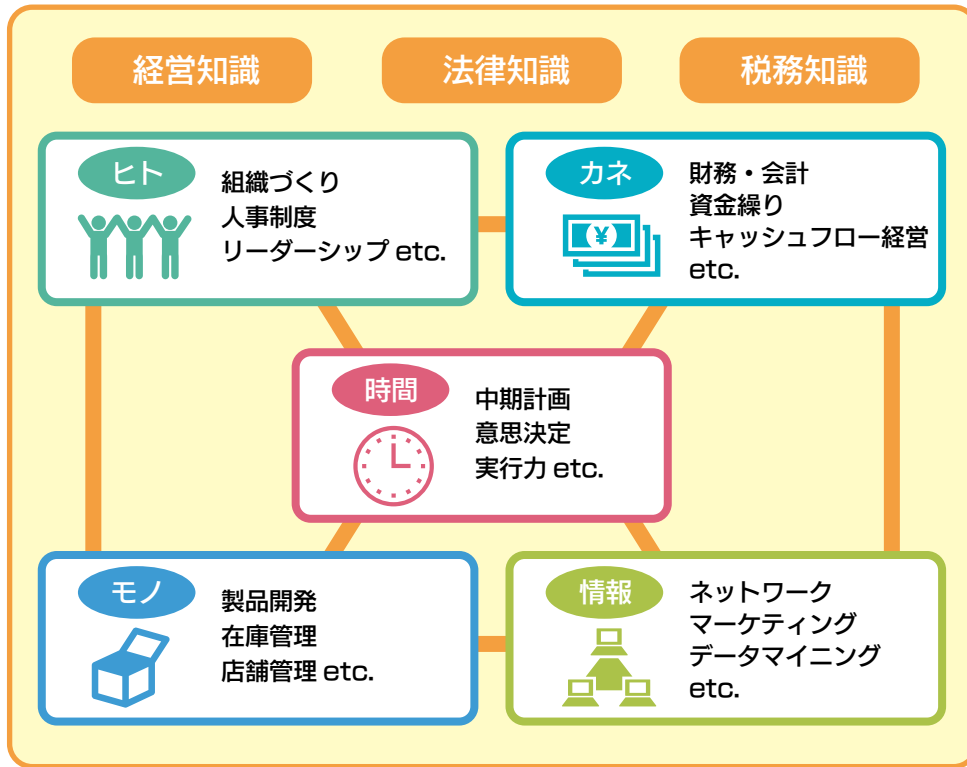 経営知識
法律知識
税務知識
ヒト
組織づくり
人事制度
リーダーシップ etc.
カネ
¥
財務・会計
資金繰り
キャッシュフロー経営
etc.
時間
中期計画
意思決定
実行力 etc.
モノ
製品開発
在庫管理
店舗管理 etc.
情報
ネットワーク
マーケティング
データマイニング
etc.